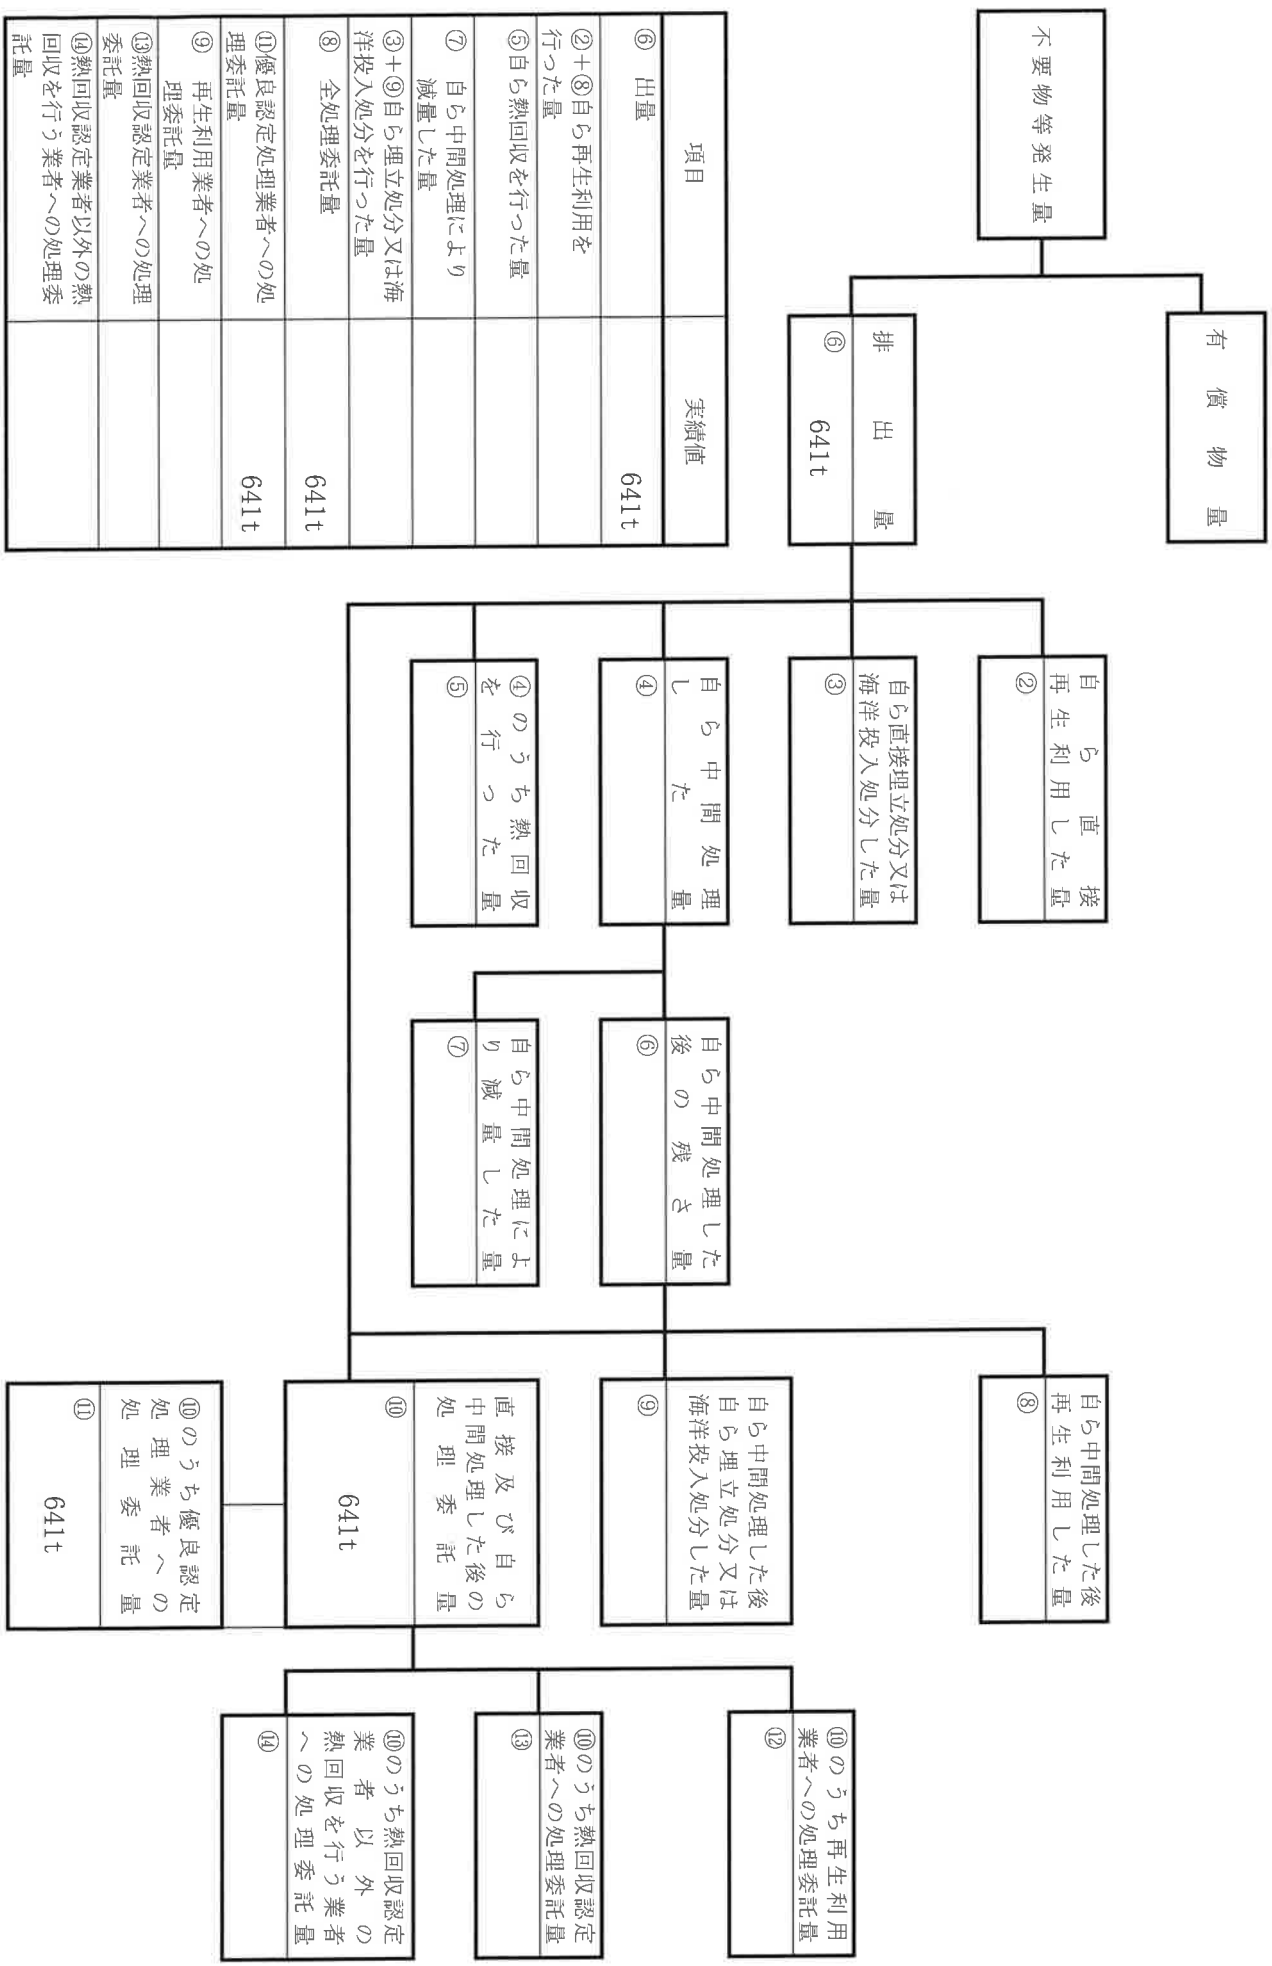 不要物等発生量
有償物量
排出量
⑥
641t
自ら直接
再生利用した量
②
自ら直接埋立処分又は
海洋投入処分した量
③
自ら中間処理
した量
④
④のうち熱回収
を行った量
⑤
自ら中間処理した
後の残さ量
⑥
自ら中間処理によ
り減量した量
⑦
自ら中間処理した後
再生利用した量
⑧
自ら中間処理した後
自ら埋立処分又は
海洋投入処分した量
⑨
直接及び自ら
中間処理した後の
処理委託量
⑩
641t
⑩のうち優良認定
処理業者への
処理委託量
⑪
641t
⑩のうち再生利用
業者への処理委託量
⑫
⑩のうち熱回収認定
業者への処理委託量
⑬
⑩のうち熱回収認定
業者以外の
熱回収を行う業者
への処理委託量
⑭
項目 実績値
⑥ 出量 641t
②+⑧自ら再生利用を
行った量
⑤自ら熱回収を行った量
⑦ 自ら中間処理により
減量した量
③+⑨自ら埋立処分又は海
洋投入処分を行った量
⑧ 全処理委託量 641t
⑪優良認定処理業者への処
理委託量 641t
⑨ 再生利用業者への処
理委託量
⑬熱回収認定業者への処理
委託量
⑭熱回収認定業者以外の熱
回収を行う業者への処理委
託量